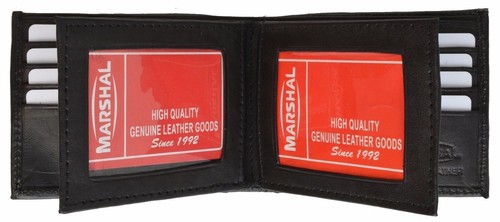 MARSHAL
HIGH QUALITY
GENUINE LEATHER GOODS
Since 1992
MARSHAL
HIGH QUALITY
GENUINE LEATHER GOODS
Since 1992